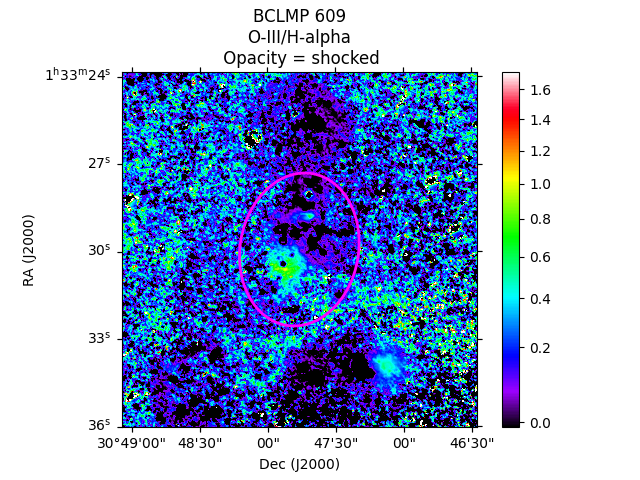 BCLMP 609
O-III/H-alpha
Opacity = shocked
1h33m24s
27s
30s
33s
36s
RA (J2000)
30°49'00" 48'30" 00" 47'30" 00" 46'30"
Dec (J2000)
1.6
1.4
1.2
1.0
0.8
0.6
0.4
0.2
0.0